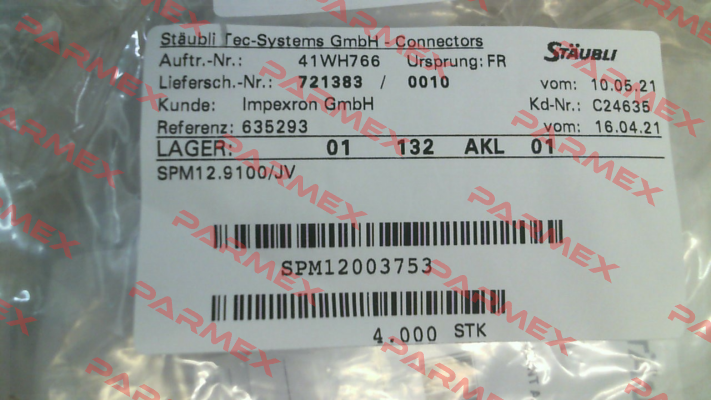 Stäubli Tec-Systems GmbH - Connectors
STÄUBLI
Auftr.-Nr.: 41WH766 Ursprung: FR
Liefersch.-Nr.: 721383 / 0010 vom: 10.05.21
Kunde: Impexron GmbH Kd-Nr.: C24635
Referenz: 635293 vom: 16.04.21
LAGER: 01 132 AKL 01
SPM12.9100/JV
SPM12003753
4.000 STK
PARMEX